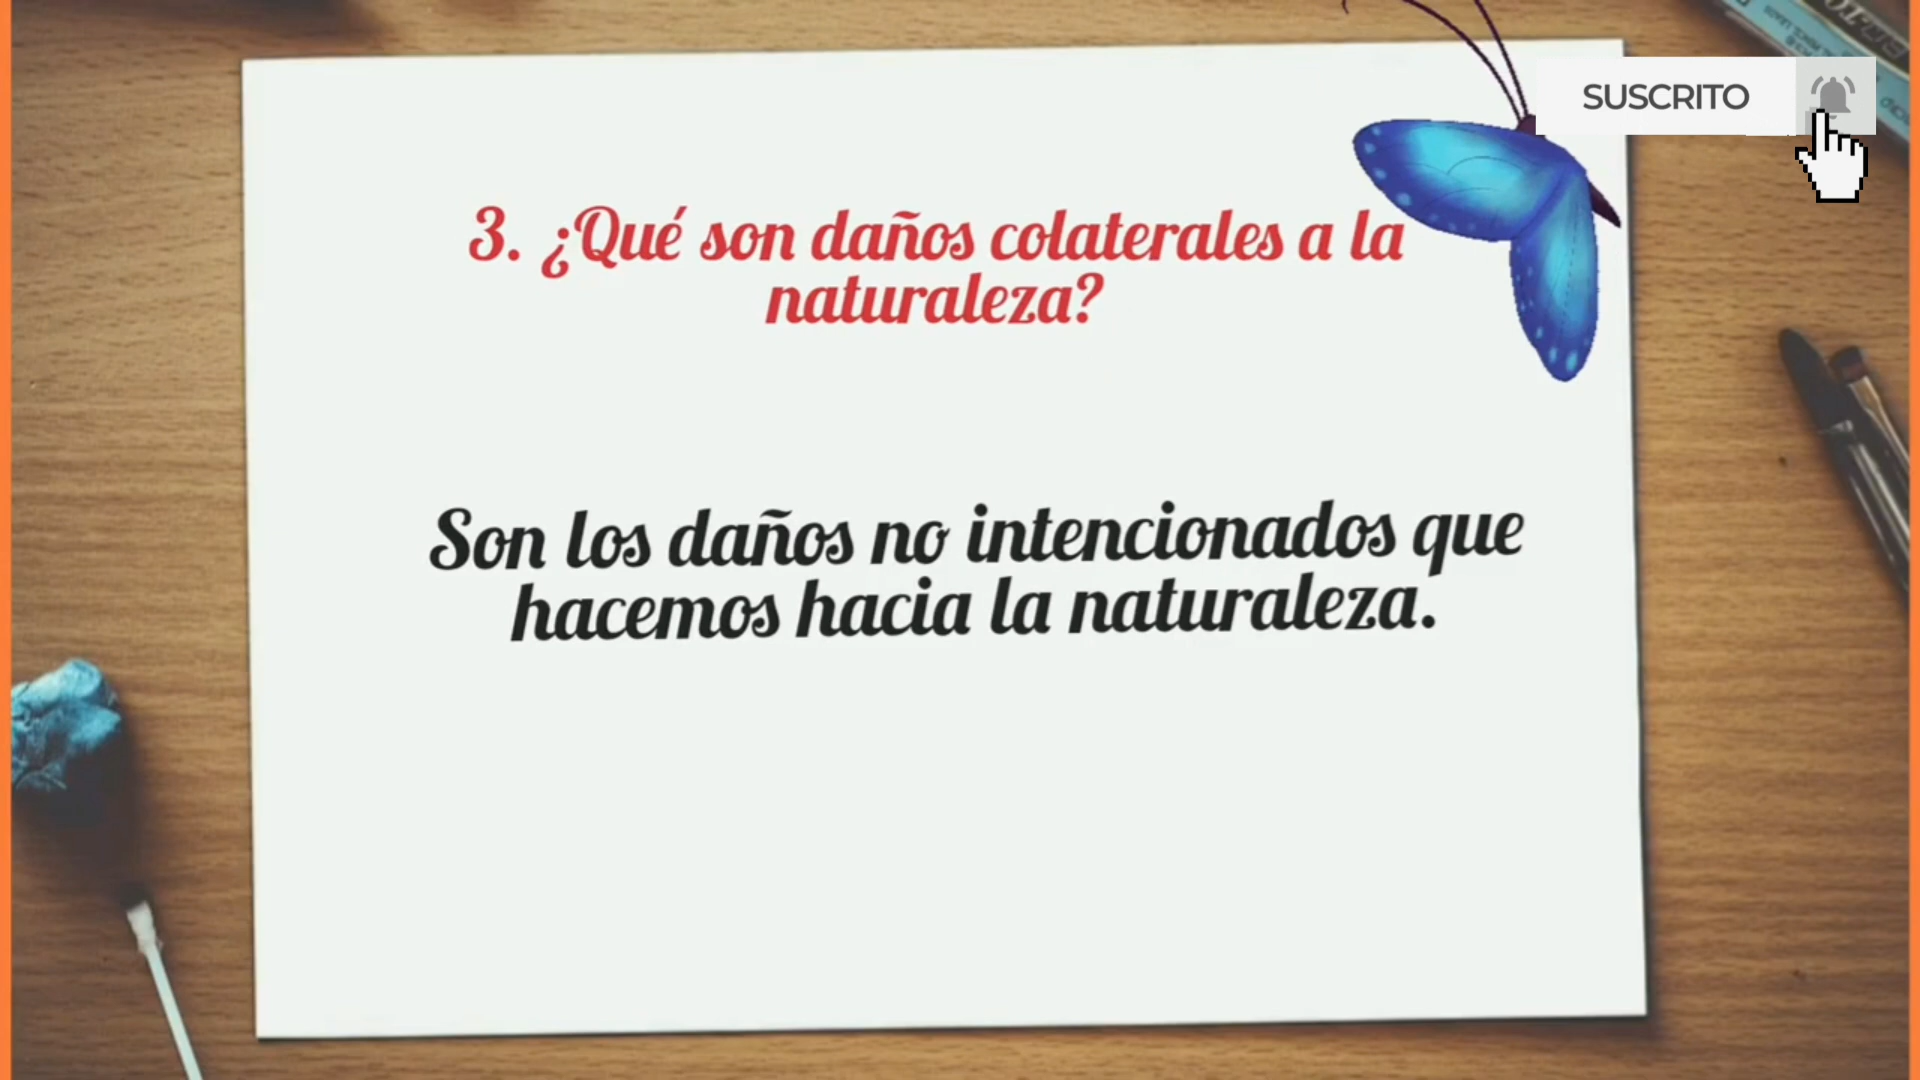 SUSCRITO
3. ¿Qué son daños colaterales a la
naturaleza?
Son los daños no intencionados que
hacemos hacia la naturaleza.